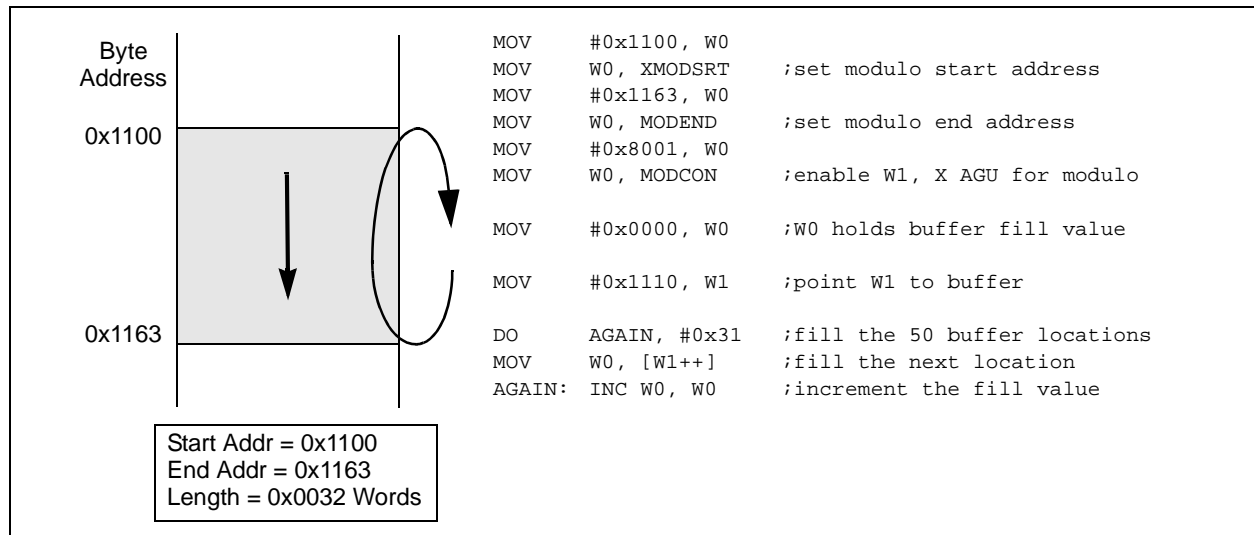 Byte
Address
0x1100
0x1163
Start Addr = 0x1100
End Addr = 0x1163
Length = 0x0032 Words
MOV #0x1100, W0
MOV W0, XMODSRT ;set modulo start address
MOV #0x1163, W0
MOV W0, MODEND ;set modulo end address
MOV #0x8001, W0
MOV W0, MODCON ;enable W1, X AGU for modulo
MOV #0x0000, W0 ;W0 holds buffer fill value
MOV #0x1110, W1 ;point W1 to buffer
DO AGAIN, #0x31 ;fill the 50 buffer locations
MOV W0, [W1++] ;fill the next location
AGAIN: INC W0, W0 ;increment the fill value